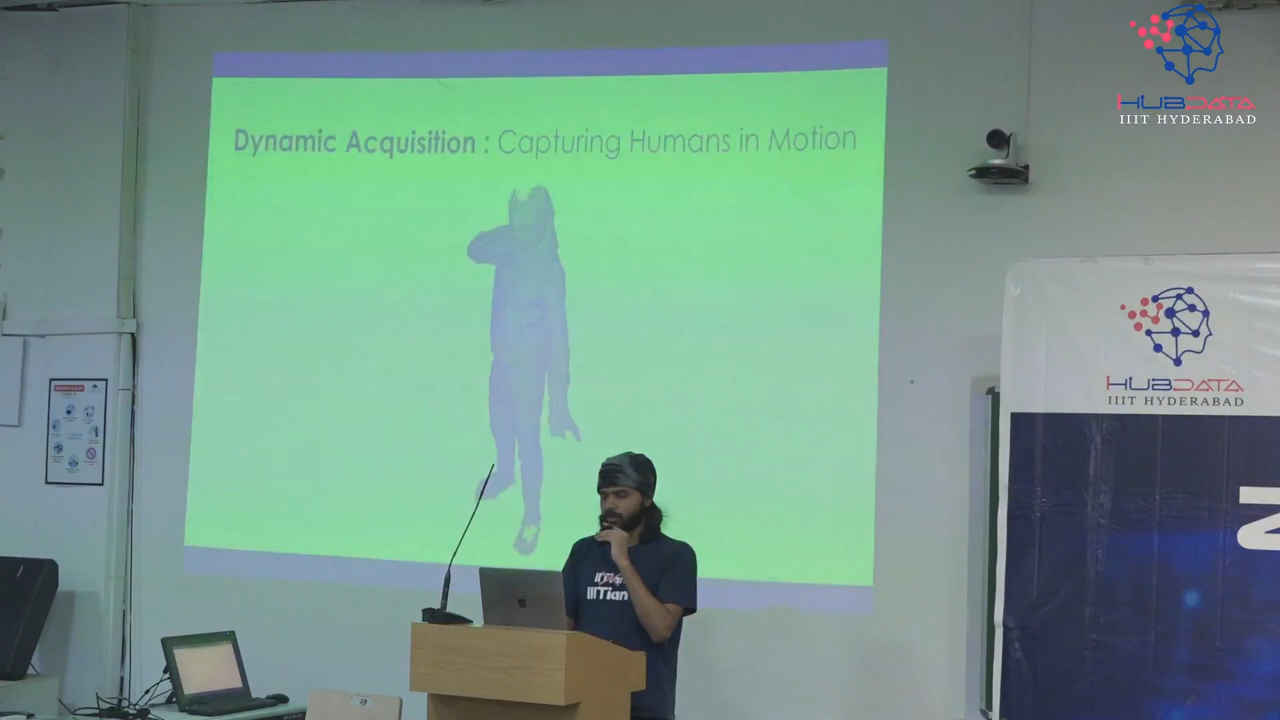 HUBDATA
IIIT HYDERABAD
Dynamic Acquisition : Capturing Humans in Motion
HUBDATA
IIIT HYDERABAD
IIITian